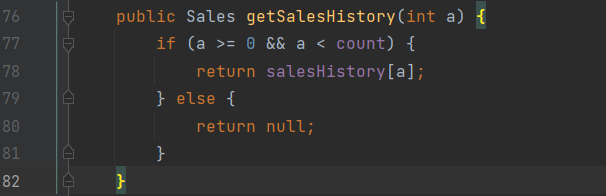 76 public Sales getSalesHistory(int a) {
77 if (a >= 0 && a < count) {
78 return salesHistory[a];
79 } else {
80 return null;
81 }
82 }